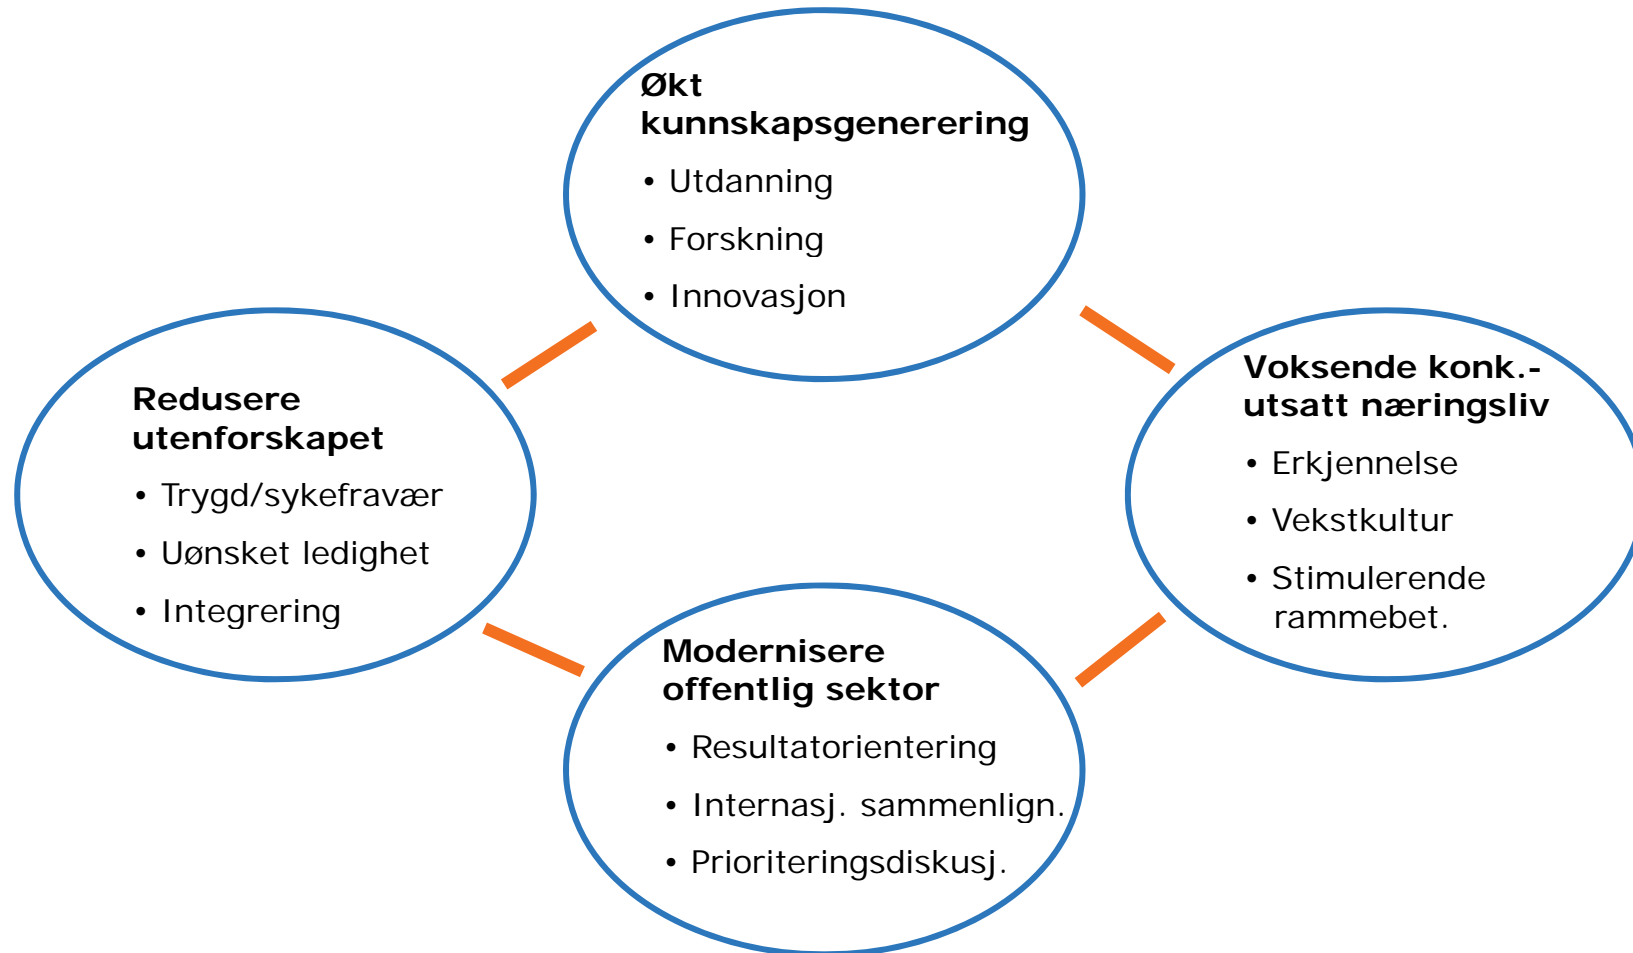 Økt
kunnskapsgenerering
• Utdanning
• Forskning
• Innovasjon
Redusere
utenforskapet
• Trygd/sykefravær
• Uønsket ledighet
• Integrering
Voksende konk.-
utsatt næringsliv
• Erkjennelse
• Vekstkultur
• Stimulerende
rammebet.
Modernisere
offentlig sektor
• Resultatorientering
• Internasj. sammenlign.
• Prioriteringsdiskusj.